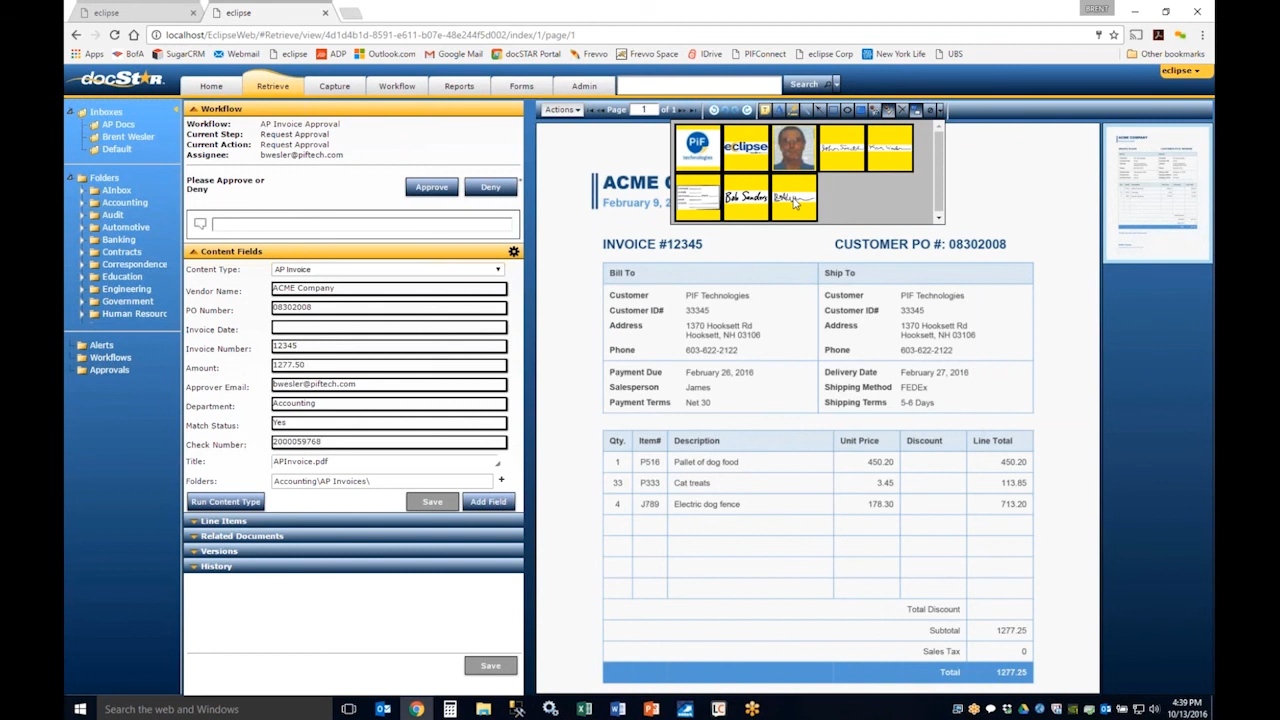 eclipse
eclipse
BRENT
localhost/EclipseWeb/#Retrieve/view/4d1d4b1d-8591-e611-b07e-48e244f5d002/index/1/page/1
Apps BofA SugarCRM Webmail eclipse ADP Outlook.com Google Mail docSTAR Portal Frevvo Frevvo Space IDrive PIFConnect eclipse Corp New York Life UBS Other bookmarks
docSTAR Home Retrieve Capture Workflow Reports Forms Admin Search eclipse
Inboxes
AP Docs
Brent Wesler
Default
Folders
AInbox
Accounting
Audit
Automotive
Banking
Contracts
Correspondence
Education
Engineering
Government
Human Resourc
Alerts
Workflows
Approvals
Workflow
Workflow: AP Invoice Approval
Current Step: Request Approval
Current Action: Request Approval
Assignee: bwesler@piftech.com
Please Approve or
Deny
Approve Deny
Content Fields
Content Type: AP Invoice
Vendor Name: ACME Company
PO Number: 08302008
Invoice Date:
Invoice Number: 12345
Amount: 1277.50
Approver Email: bwesler@piftech.com
Department: Accounting
Match Status: Yes
Check Number: 2000059768
Title: APInvoice.pdf
Folders: Accounting\AP Invoices\
Run Content Type Save Add Field
Line Items
Related Documents
Versions
History
Save
Actions Page 1 of 1
PiF
technologies
eclipse
John Smith
Bob Sanders
ACME C
February 9, 2
INVOICE #12345 CUSTOMER PO #: 08302008
Bill To Ship To
Customer PIF Technologies Customer PIF Technologies
Customer ID# 33345 Customer ID# 33345
Address 1370 Hooksett Rd Address 1370 Hooksett Rd
Hooksett, NH 03106 Hooksett, NH 03106
Phone 603-622-2122 Phone 603-622-2122
Payment Due February 26, 2016 Delivery Date February 27, 2016
Salesperson James Shipping Method FEDEx
Payment Terms Net 30 Shipping Terms 5-6 Days
Qty. Item# Description Unit Price Discount Line Total
1 P516 Pallet of dog food 450.20 450.20
33 P333 Cat treats 3.45 113.85
4 J789 Electric dog fence 178.30 713.20
Total Discount
Subtotal 1277.25
Sales Tax 0
Total 1277.25
ACME COMPANY
Search the web and Windows
4:39 PM
10/13/2016